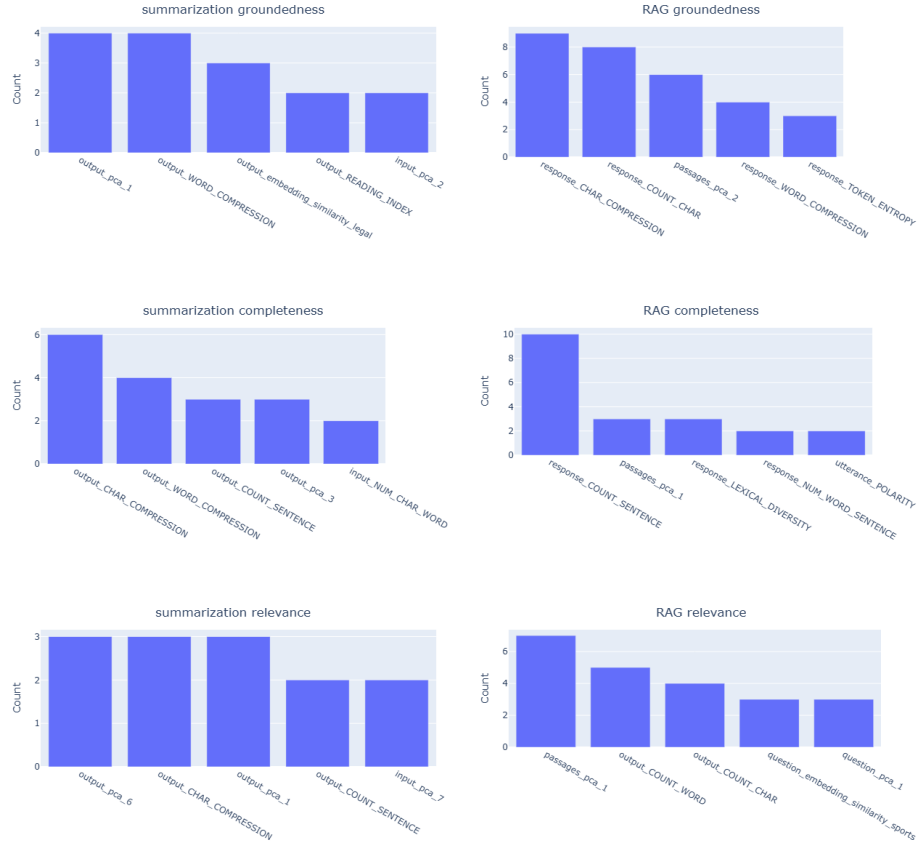 summarization groundedness
Count
4
3
2
1
0
output_pca_1
output_WORD_COMPRESSION
output_embedding_similarity_legal
output_READING_INDEX
input_pca_2
RAG groundedness
Count
8
6
4
2
0
response_CHAR_COMPRESSION
response_COUNT_CHAR
passages_pca_2
response_WORD_COMPRESSION
response_TOKEN_ENTROPY
summarization completeness
Count
6
4
2
0
output_CHAR_COMPRESSION
output_WORD_COMPRESSION
output_COUNT_SENTENCE
output_pca_3
input_NUM_CHAR_WORD
RAG completeness
Count
10
8
6
4
2
0
response_COUNT_SENTENCE
passages_pca_1
response_LEXICAL_DIVERSITY
response_NUM_WORD_SENTENCE
utterance_POLARITY
summarization relevance
Count
3
2
1
0
output_pca_6
output_CHAR_COMPRESSION
output_pca_1
output_COUNT_SENTENCE
input_pca_7
RAG relevance
Count
6
4
2
0
passages_pca_1
output_COUNT_WORD
output_COUNT_CHAR
question_embedding_similarity_sports
question_pca_1